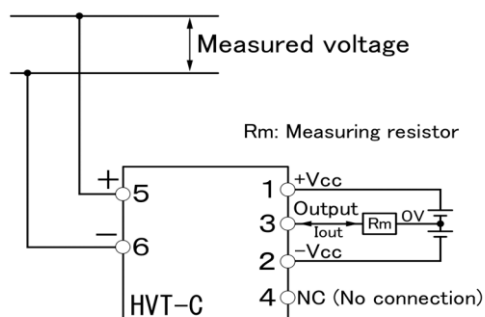 Measured voltage
Rm: Measuring resistor
+
5
-
6
1
+Vcc
3
Output
Iout
Rm
0V
2
-Vcc
4
NC (No connection)
HVT-C